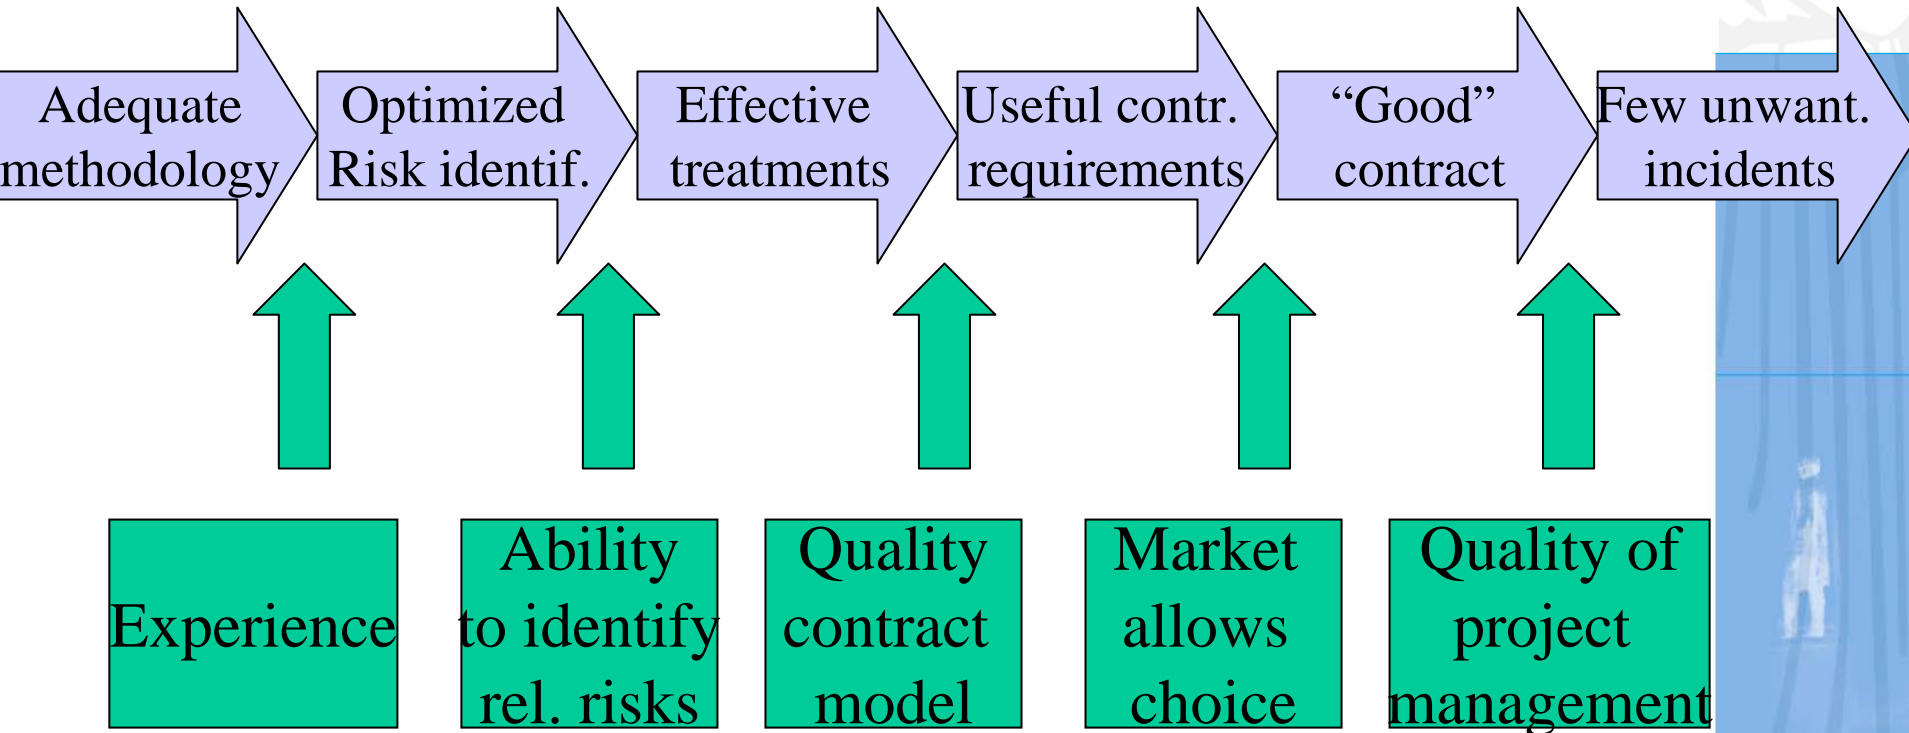 Adequate
methodology
Optimized
Risk identif.
Effective
treatments
Useful contr.
requirements
“Good”
contract
Few unwant.
incidents
Experience
Ability
to identify
rel. risks
Quality
contract
model
Market
allows
choice
Quality of
project
management